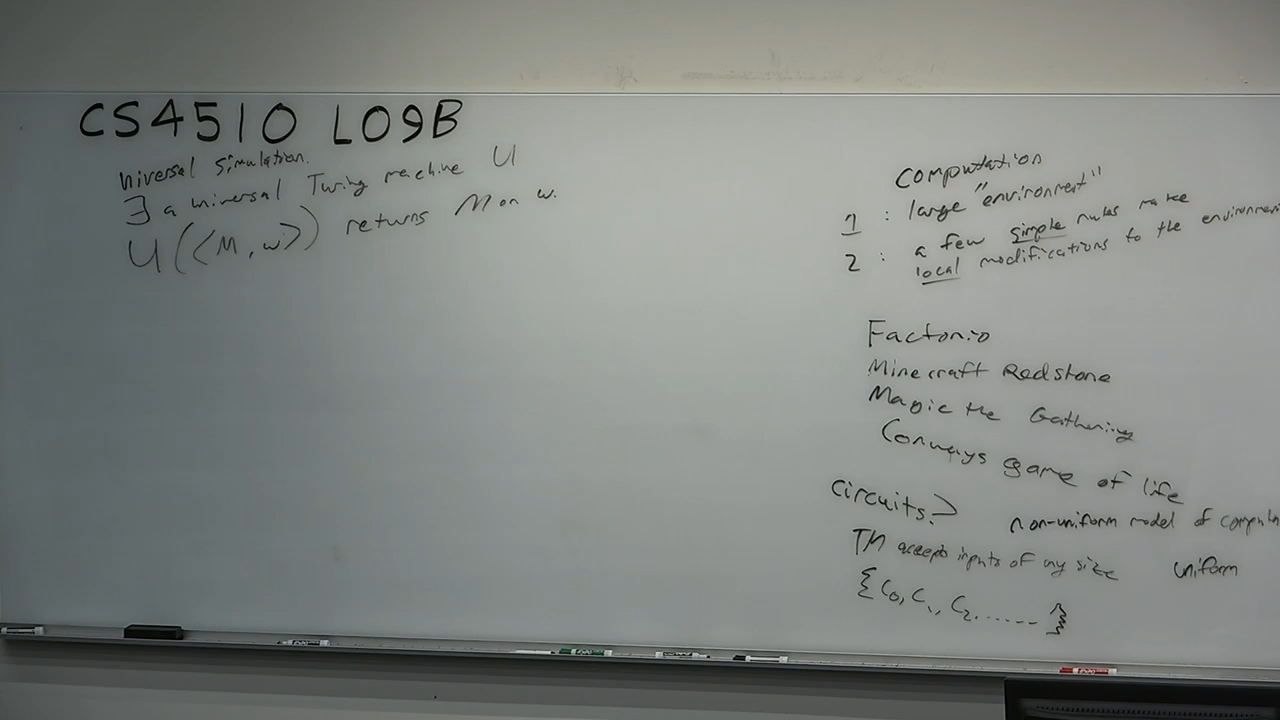 CS4510 L09B
niversal simulation.
∃ a universal Turing machine U
U(⟨M, w⟩) returns M on w.
computation
1 : large "environment"
2 : a few simple rules make
local modifications to the environment
Factorio
Minecraft Redstone
Magic the Gathering
Conways game of life
circuits?
non-uniform model of
TM accepts inputs of any size uniform
{C0, C1, C2, ...... }